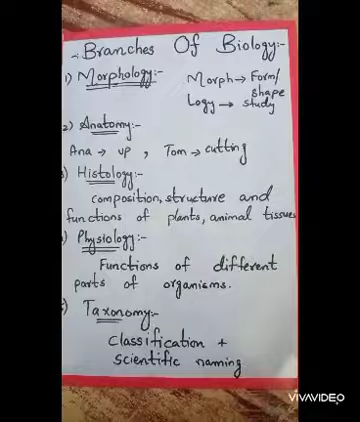 Branches Of Biology:-
1) Morphology:- Morph → Form/
shape
Logy → study
2) Anatomy:-
Ana → up , Tom → cutting
3) Histology:-
composition, structure and
functions of plants, animal tissues
) Physiology:-
Functions of different
parts of organisms.
) Taxonomy:-
Classification +
scientific naming
VIVAVIDEO